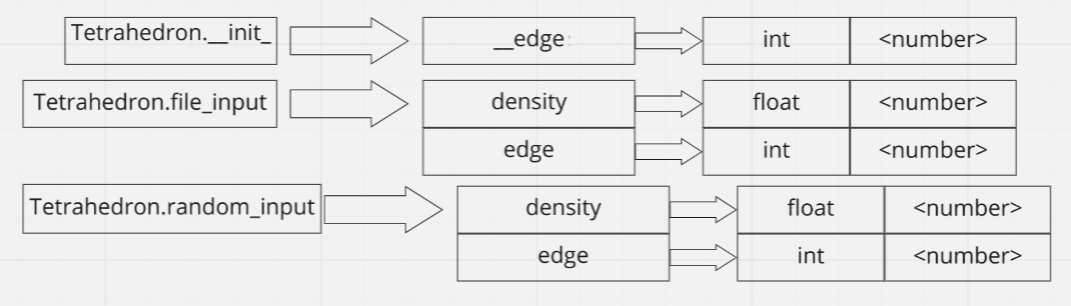 Tetrahedron.__init_ __edge: int <number>
Tetrahedron.file_input density float <number>
edge int <number>
Tetrahedron.random_input density float <number>
edge int <number>